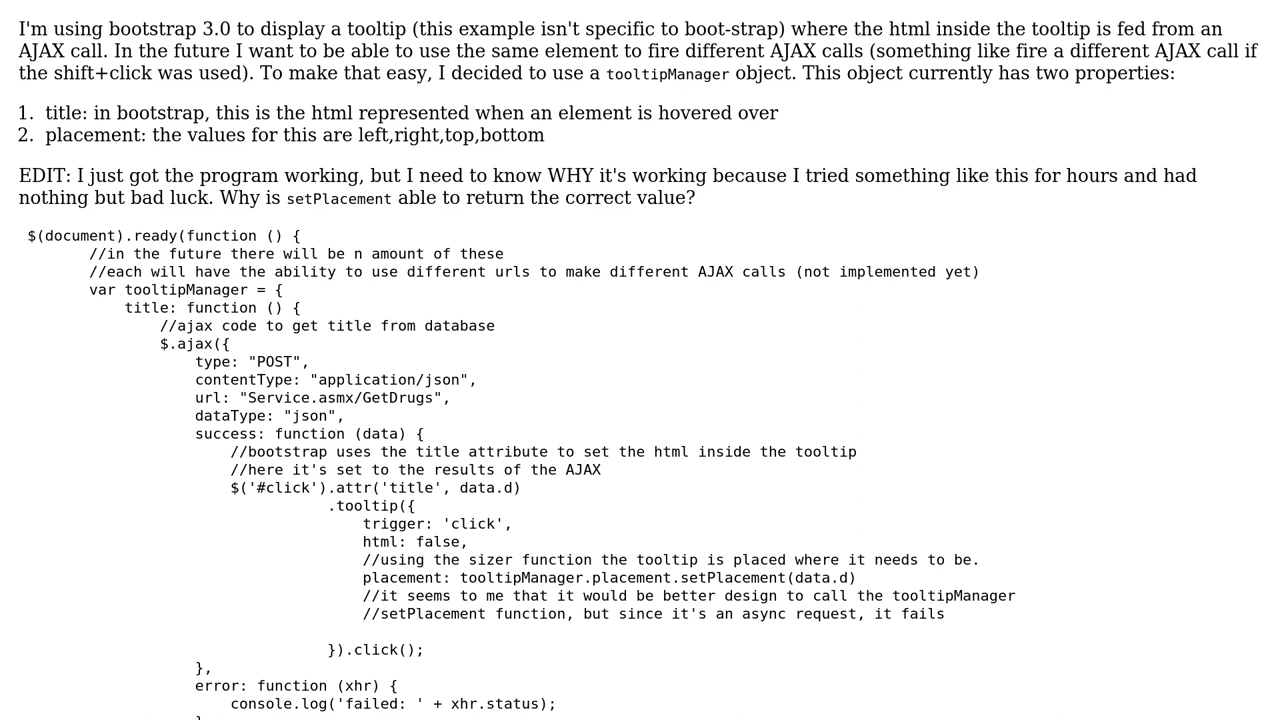 I'm using bootstrap 3.0 to display a tooltip (this example isn't specific to boot-strap) where the html inside the tooltip is fed from an
AJAX call. In the future I want to be able to use the same element to fire different AJAX calls (something like fire a different AJAX call if
the shift+click was used). To make that easy, I decided to use a tooltipManager object. This object currently has two properties:
1. title: in bootstrap, this is the html represented when an element is hovered over
2. placement: the values for this are left,right,top,bottom
EDIT: I just got the program working, but I need to know WHY it's working because I tried something like this for hours and had
nothing but bad luck. Why is setPlacement able to return the correct value?
$(document).ready(function () {
//in the future there will be n amount of these
//each will have the ability to use different urls to make different AJAX calls (not implemented yet)
var tooltipManager = {
title: function () {
//ajax code to get title from database
$.ajax({
type: "POST",
contentType: "application/json",
url: "Service.asmx/GetDrugs",
dataType: "json",
success: function (data) {
//bootstrap uses the title attribute to set the html inside the tooltip
//here it's set to the results of the AJAX
$('#click').attr('title', data.d)
.tooltip({
trigger: 'click',
html: false,
//using the sizer function the tooltip is placed where it needs to be.
placement: tooltipManager.placement.setPlacement(data.d)
//it seems to me that it would be better design to call the tooltipManager
//setPlacement function, but since it's an async request, it fails
}).click();
},
error: function (xhr) {
console.log('failed: ' + xhr.status);